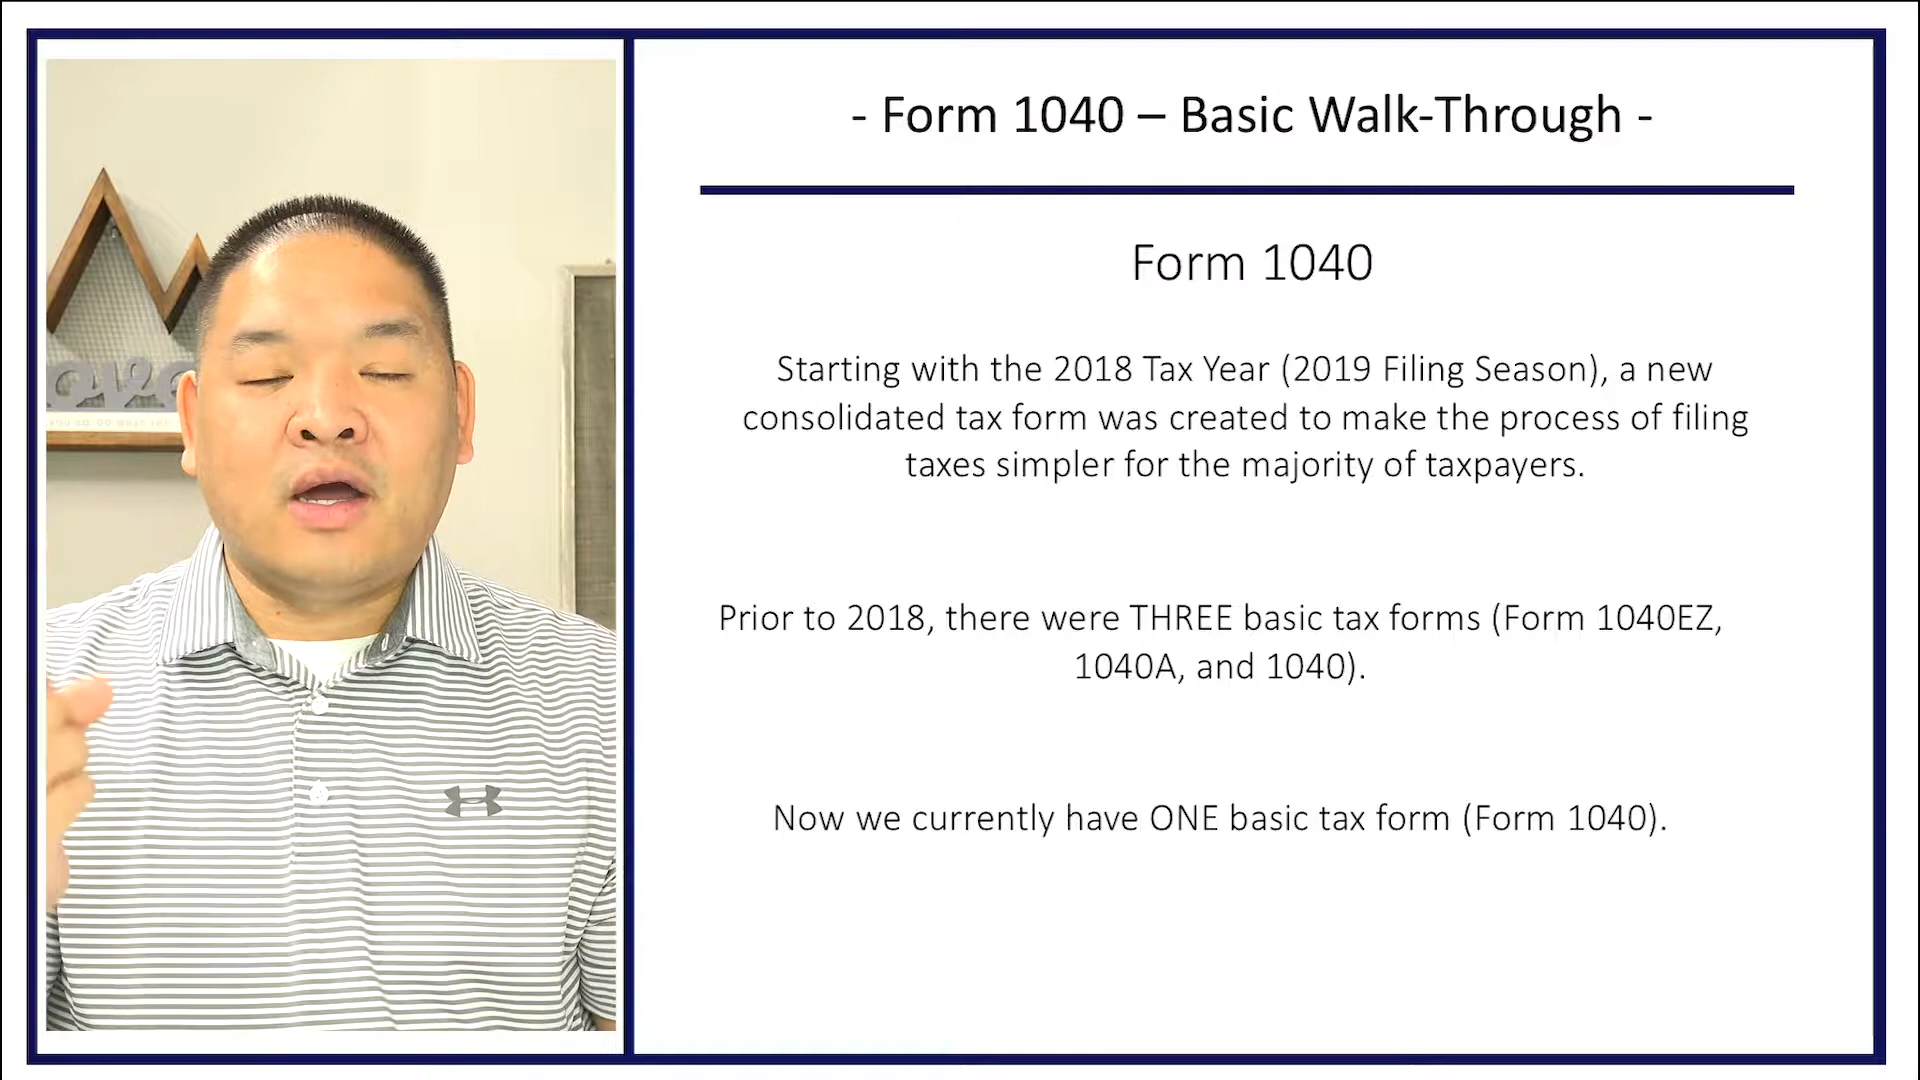 - Form 1040 – Basic Walk-Through -
Form 1040
Starting with the 2018 Tax Year (2019 Filing Season), a new
consolidated tax form was created to make the process of filing
taxes simpler for the majority of taxpayers.
Prior to 2018, there were THREE basic tax forms (Form 1040EZ,
1040A, and 1040).
Now we currently have ONE basic tax form (Form 1040).